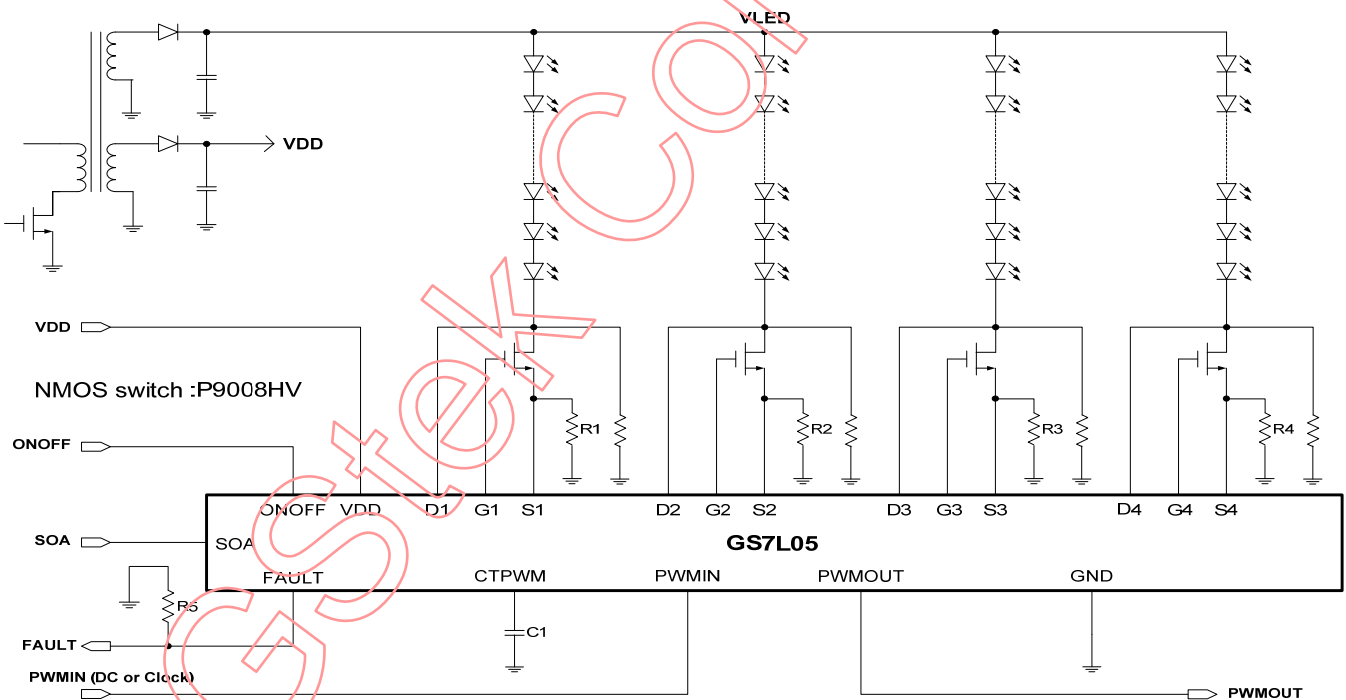 VLED
VDD
VDD
NMOS switch :P9008HV
ONOFF
R1
R2
R3
R4
ONOFF VDD D1 G1 S1 D2 G2 S2 D3 G3 S3 D4 G4 S4
SOA
SOA
GS7L05
FAULT CTPWM PWMIN PWMOUT GND
R5
C1
FAULT
PWMIN (DC or Clock)
PWMOUT
GStek Con